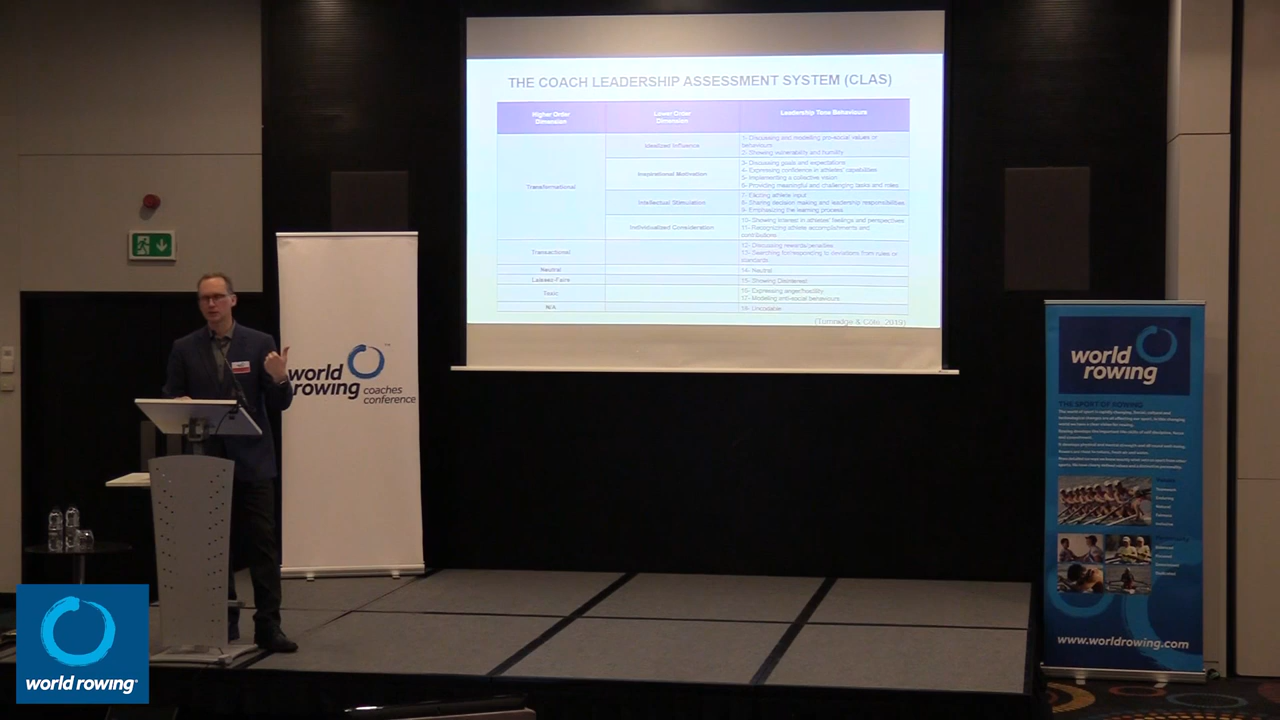 THE COACH LEADERSHIP ASSESSMENT SYSTEM (CLAS)
Higher Order
Dimension
Lower Order
Dimension
Leadership Tone Behaviours
Transformational
Idealized Influence
1- Discussing and modelling pro-social values or
behaviours
2- Showing vulnerability and humility
Inspirational Motivation
3- Discussing goals and expectations
4- Expressing confidence in athletes' capabilities
5- Implementing a collective vision
6- Providing meaningful and challenging tasks and roles
Intellectual Stimulation
7- Eliciting athlete input
8- Sharing decision making and leadership responsibilities
9- Emphasizing the learning process
Individualized Consideration
10- Showing interest in athletes' feelings and perspectives
11- Recognizing athlete accomplishments and
contributions
Transactional
12- Discussing rewards/penalties
13- Searching for/responding to deviations from rules or
standards
Neutral
14- Neutral
Laissez-Faire
15- Showing Disinterest
Toxic
16- Expressing anger/hostility
17- Modeling anti-social behaviours
N/A
18- Uncodable
(Turnnidge & Côté, 2019)
world
rowing
coaches
conference
world
rowing
THE SPORT OF ROWING
www.worldrowing.com
world rowing